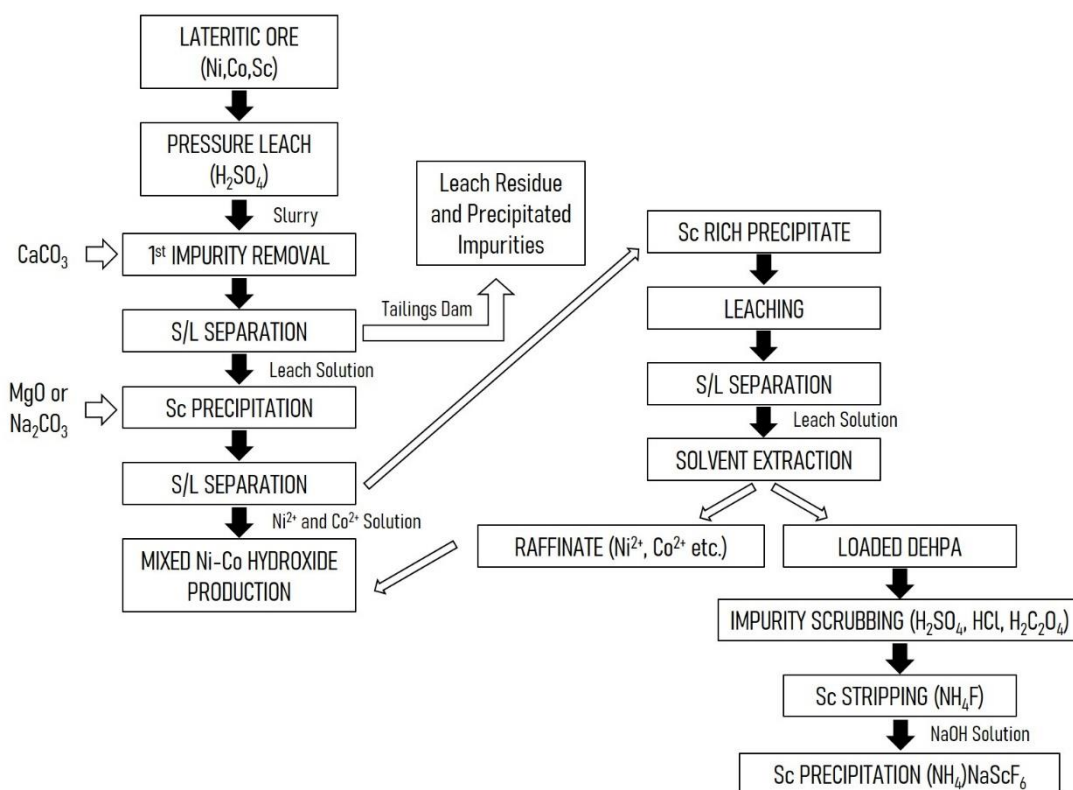 LATERITIC ORE
(Ni,Co,Sc)
PRESSURE LEACH
(H₂SO₄)
Slurry
CaCO₃
1st IMPURITY REMOVAL
S/L SEPARATION
Tailings Dam
Leach Residue
and Precipitated
Impurities
Leach Solution
MgO or
Na₂CO₃
Sc PRECIPITATION
S/L SEPARATION
Ni²⁺ and Co²⁺ Solution
MIXED Ni-Co HYDROXIDE
PRODUCTION
Sc RICH PRECIPITATE
LEACHING
S/L SEPARATION
Leach Solution
SOLVENT EXTRACTION
RAFFINATE (Ni²⁺, Co²⁺ etc.)
LOADED DEHPA
IMPURITY SCRUBBING (H₂SO₄, HCl, H₂C₂O₄)
Sc STRIPPING (NH₄F)
NaOH Solution
Sc PRECIPITATION (NH₄)NaScF₆